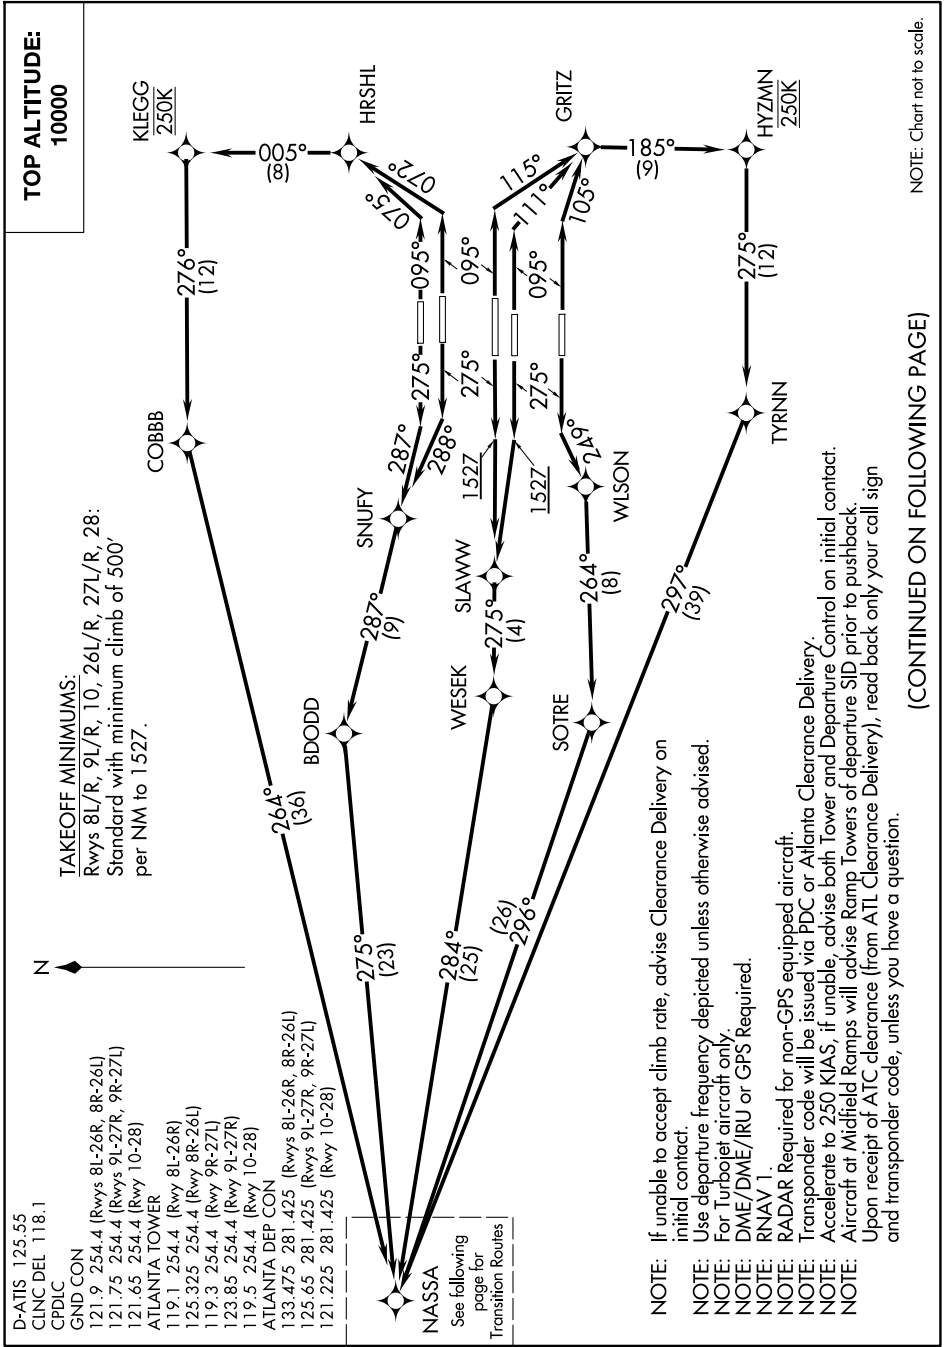 TOP ALTITUDE:
10000
D-ATIS 125.55
CLNC DEL 118.1
CPDLC
GND CON
121.9 254.4 (Rwys 8L-26R, 8R-26L)
121.75 254.4 (Rwys 9L-27R, 9R-27L)
121.65 254.4 (Rwy 10-28)
ATLANTA TOWER
119.1 254.4 (Rwy 8L-26R)
125.325 254.4 (Rwy 8R-26L)
119.3 254.4 (Rwy 9R-27L)
123.85 254.4 (Rwy 9L-27R)
119.5 254.4 (Rwy 10-28)
ATLANTA DEP CON
133.475 281.425 (Rwys 8L-26R, 8R-26L)
125.65 281.425 (Rwys 9L-27R, 9R-27L)
121.225 281.425 (Rwy 10-28)
N
TAKEOFF MINIMUMS:
Rwys 8L/R, 9L/R, 10, 26L/R, 27L/R, 28:
Standard with minimum climb of 500'
per NM to 1527.
KLEGG
250K
005°
(8)
HRSHL
276°
(12)
COBBB
264°
(36)
072°
075°
095°
275°
287°
288°
SNUFY
287°
(9)
BDODD
275°
(23)
GRITZ
115°
111°
105°
095°
095°
275°
275°
1527
1527
SLAWW
275°
(4)
WESEK
284°
(25)
249°
WLSON
264°
(8)
SOTRE
(26)
296°
185°
(9)
HYZMN
250K
275°
(12)
TYRNN
297°
(39)
NASSA
See following
page for
Transition Routes
NOTE: Chart not to scale.
NOTE: If unable to accept climb rate, advise Clearance Delivery on
initial contact.
NOTE: Use departure frequency depicted unless otherwise advised.
NOTE: For Turbojet aircraft only.
NOTE: DME/DME/IRU or GPS Required.
NOTE: RNAV 1.
NOTE: RADAR Required for non-GPS equipped aircraft.
NOTE: Transponder code will be issued via PDC or Atlanta Clearance Delivery.
NOTE: Accelerate to 250 KIAS, if unable, advise both Tower and Departure Control on initial contact.
NOTE: Aircraft at Midfield Ramps will advise Ramp Towers of departure SID prior to pushback.
Upon receipt of ATC clearance (from ATL Clearance Delivery), read back only your call sign
and transponder code, unless you have a question.
(CONTINUED ON FOLLOWING PAGE)